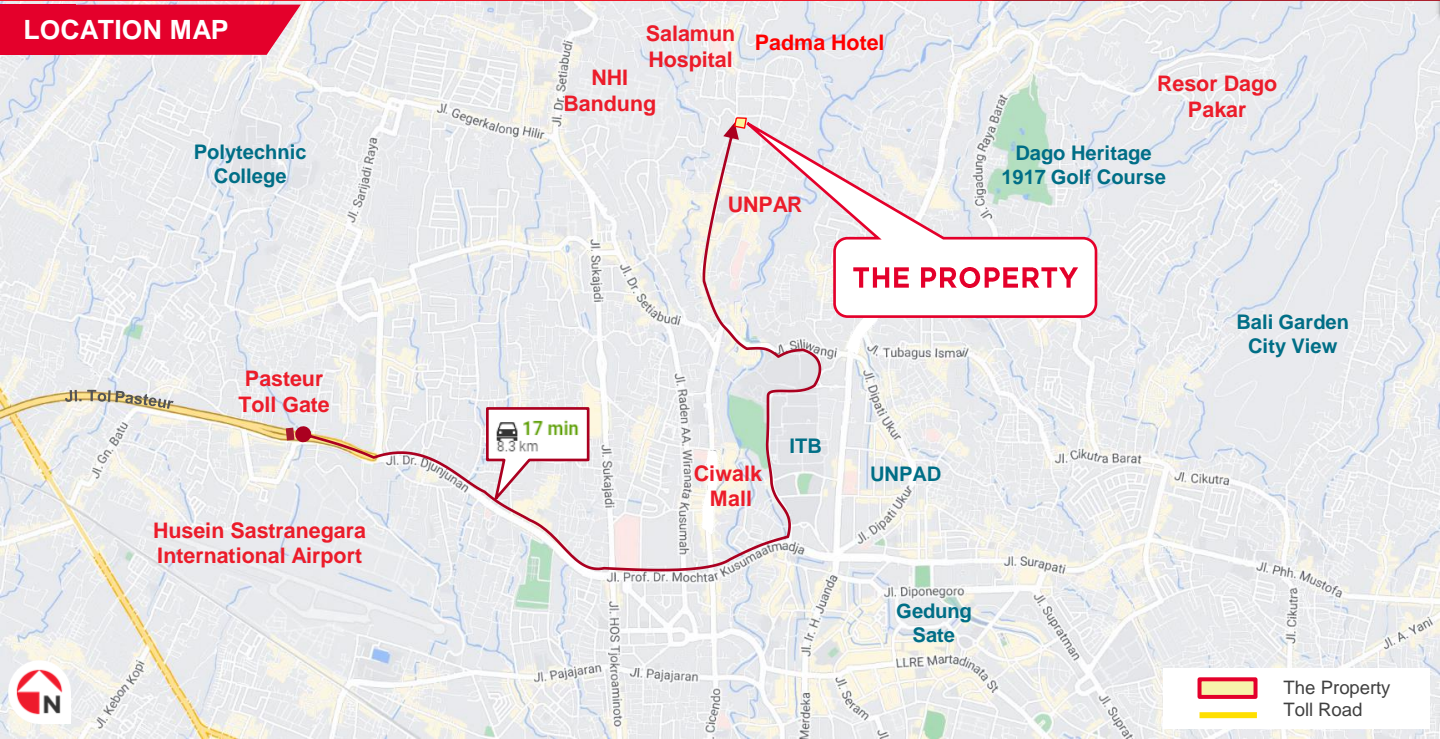 LOCATION MAP
Salamun
Hospital
Padma Hotel
NHI
Bandung
Resor Dago
Pakar
Jl. Dr. Setiabudi
Jl. Gegerkalong Hilir
Jl. Sarijadi Raya
Polytechnic
College
Jl. Cigadung Raya Barat
Dago Heritage
1917 Golf Course
UNPAR
THE PROPERTY
Jl. Sukajadi
Jl. Dr. Setiabudi
Bali Garden
City View
Siliwangi
Jl. Tubagus Ismail
Pasteur
Toll Gate
Jl. Tol Pasteur
Jl. Gn. Batu
Jl. Raden AA. Wiranata Kusumah
Jl. Dipati Ukur
17 min
8.3 km
ITB
Jl. Dr. Djunjunan
Jl. Sukajadi
Ciwalk
Mall
UNPAD
Jl. Cikutra Barat
Jl. Cikutra
Jl. Dipati Ukur
Husein Sastranegara
International Airport
Jl. Prof. Dr. Mochtar Kusumaatmadja
Jl. Surapati
Jl. Phh. Mustofa
Jl. Diponegoro
Gedung
Sate
Jl. HOS Tjokroaminoto
Jl. Ir. H. Juanda
Jl. Supratman
Jl. Cikutra
Jl. A. Yani
Jl. Pajajaran
Jl. Pajajaran
LLRE Martadinata St
Jl. Kebon Kopi
Cicendo
Merdeka
Jl. Seram
Jl. Suprat
N
The Property
Toll Road